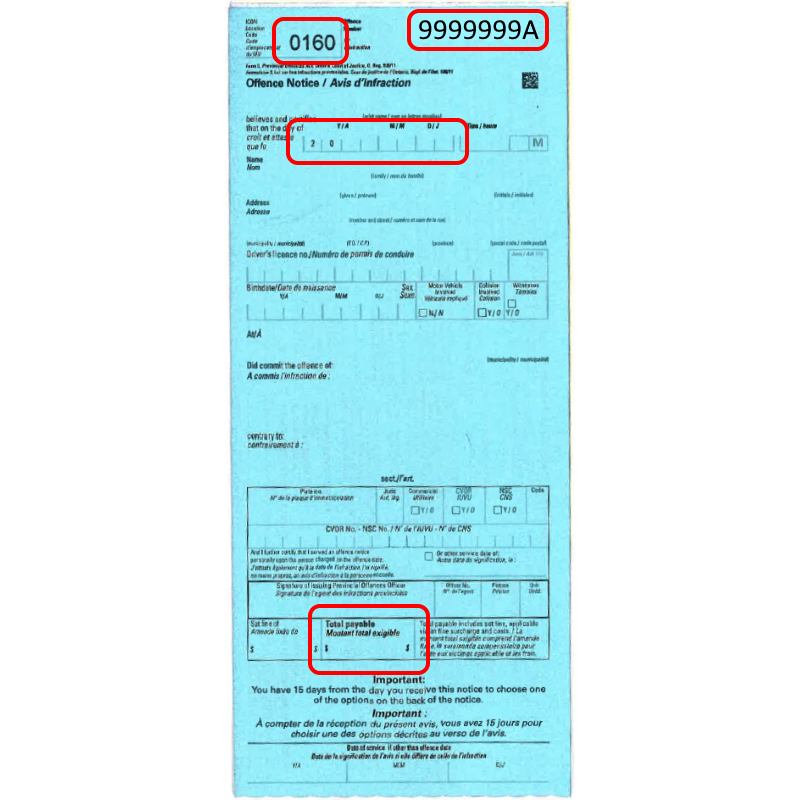 ICON
Location
Code
Code
d'emplacement
du RIII
0160
Offence
Number
9999999A
Form 3, Provincial Offences Act, Ontario Court of Justice, O. Reg. 108/11
Formulaire 3, Loi sur les infractions provinciales, Cour de justice de l'Ontario, Règl. de l'Ont. 108/11
Offence Notice / Avis d'infraction
believes and certifies
that on the day of
croit et atteste
que le
(print name / nom en lettres moulées)
Y/A M/M D/J Time / heure
2 0 M
Name
Nom
(family / nom de famille)
(given / prénom) (initials / initiales)
Address
Adresse
(number and street / numéro et nom de la rue)
(municipality / municipalité) (P.O. / C.P.) (province) (postal code / code postal)
Driver's licence no./Numéro de permis de conduire
Birthdate/Date de naissance
Y/A M/M D/J
Sex
Sexe
Motor Vehicle
Involved
Véhicule impliqué
N/N
Collision
Involved
Collision
Y/O
Witnesses
Témoins
Y/O
At/À
(municipality / municipalité)
Did commit the offence of:
A commis l'infraction de :
contrary to:
contrairement à :
sect./l'art.
Plate no.
N° de la plaque d'immatriculation
Juris
Aut. lég.
Commercial
Utilitaire
Y/O
CVOR
IUVU
Y/O
NSC
CNS
Y/O
Code
CVOR No. - NSC No. / N° de l'IUVU - N° de CNS
And I further certify that I served an offence notice
personally upon the person charged on the offence date.
J'atteste également qu'à la date de l'infraction, j'ai signifié,
en mains propres, un avis d'infraction à la personne accusée.
Or other service date of:
Autre date de signification, le :
Signature of Issuing Provincial Offences Officer
Signature de l'agent des infractions provinciales
Officer No.
N° de l'agent
Platoon
Peloton
Unit
Unité
Set fine of
Amende fixée de
$ $
Total payable
Montant total exigible
$ $
Total payable includes set fine, applicable
victim fine surcharge and costs. / Le
montant total exigible comprend l'amende
fixée, la suramende compensatoire pour
l'aide aux victimes applicable et les frais.
Important:
You have 15 days from the day you receive this notice to choose one
of the options on the back of the notice.
Important :
À compter de la réception du présent avis, vous avez 15 jours pour
choisir une des options décrites au verso de l'avis.
Date of service if other than offence date
Date de la signification de l'avis si elle diffère de celle de l'infraction
Y/A M/M D/J